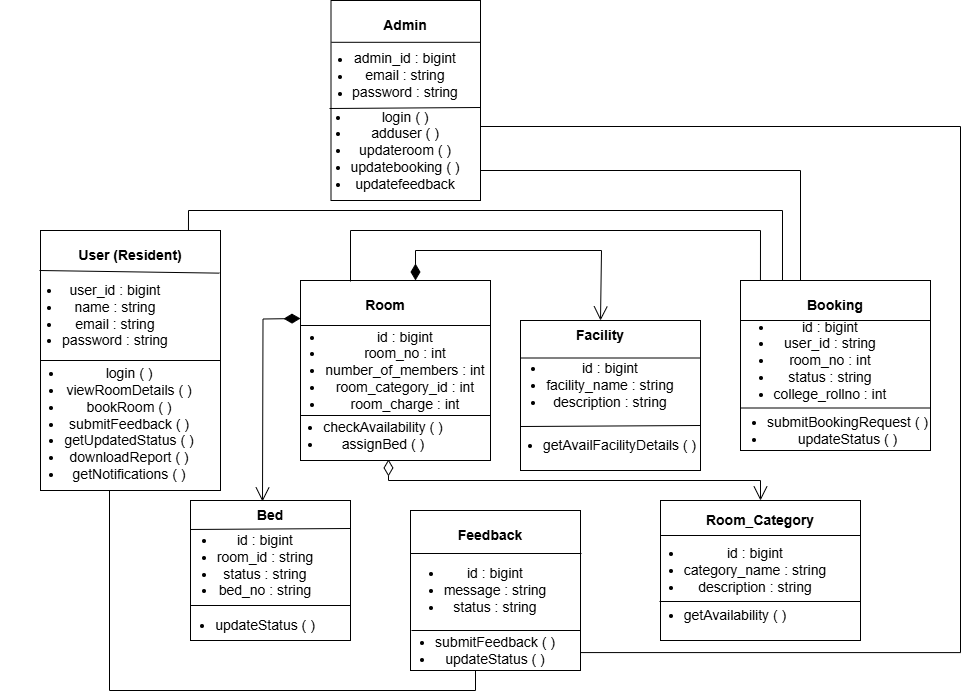 Admin
admin_id : bigint
email : string
password : string
login ( )
adduser ( )
updateroom ( )
updatebooking ( )
updatefeedback
User (Resident)
user_id : bigint
name : string
email : string
password : string
login ( )
viewRoomDetails ( )
bookRoom ( )
submitFeedback ( )
getUpdatedStatus ( )
downloadReport ( )
getNotifications ( )
Room
id : bigint
room_no : int
number_of_members : int
room_category_id : int
room_charge : int
checkAvailability ( )
assignBed ( )
Facility
id : bigint
facility_name : string
description : string
getAvailFacilityDetails ( )
Booking
id : bigint
user_id : string
room_no : int
status : string
college_rollno : int
submitBookingRequest ( )
updateStatus ( )
Bed
id : bigint
room_id : string
status : string
bed_no : string
updateStatus ( )
Feedback
id : bigint
message : string
status : string
submitFeedback ( )
updateStatus ( )
Room_Category
id : bigint
category_name : string
description : string
getAvailability ( )